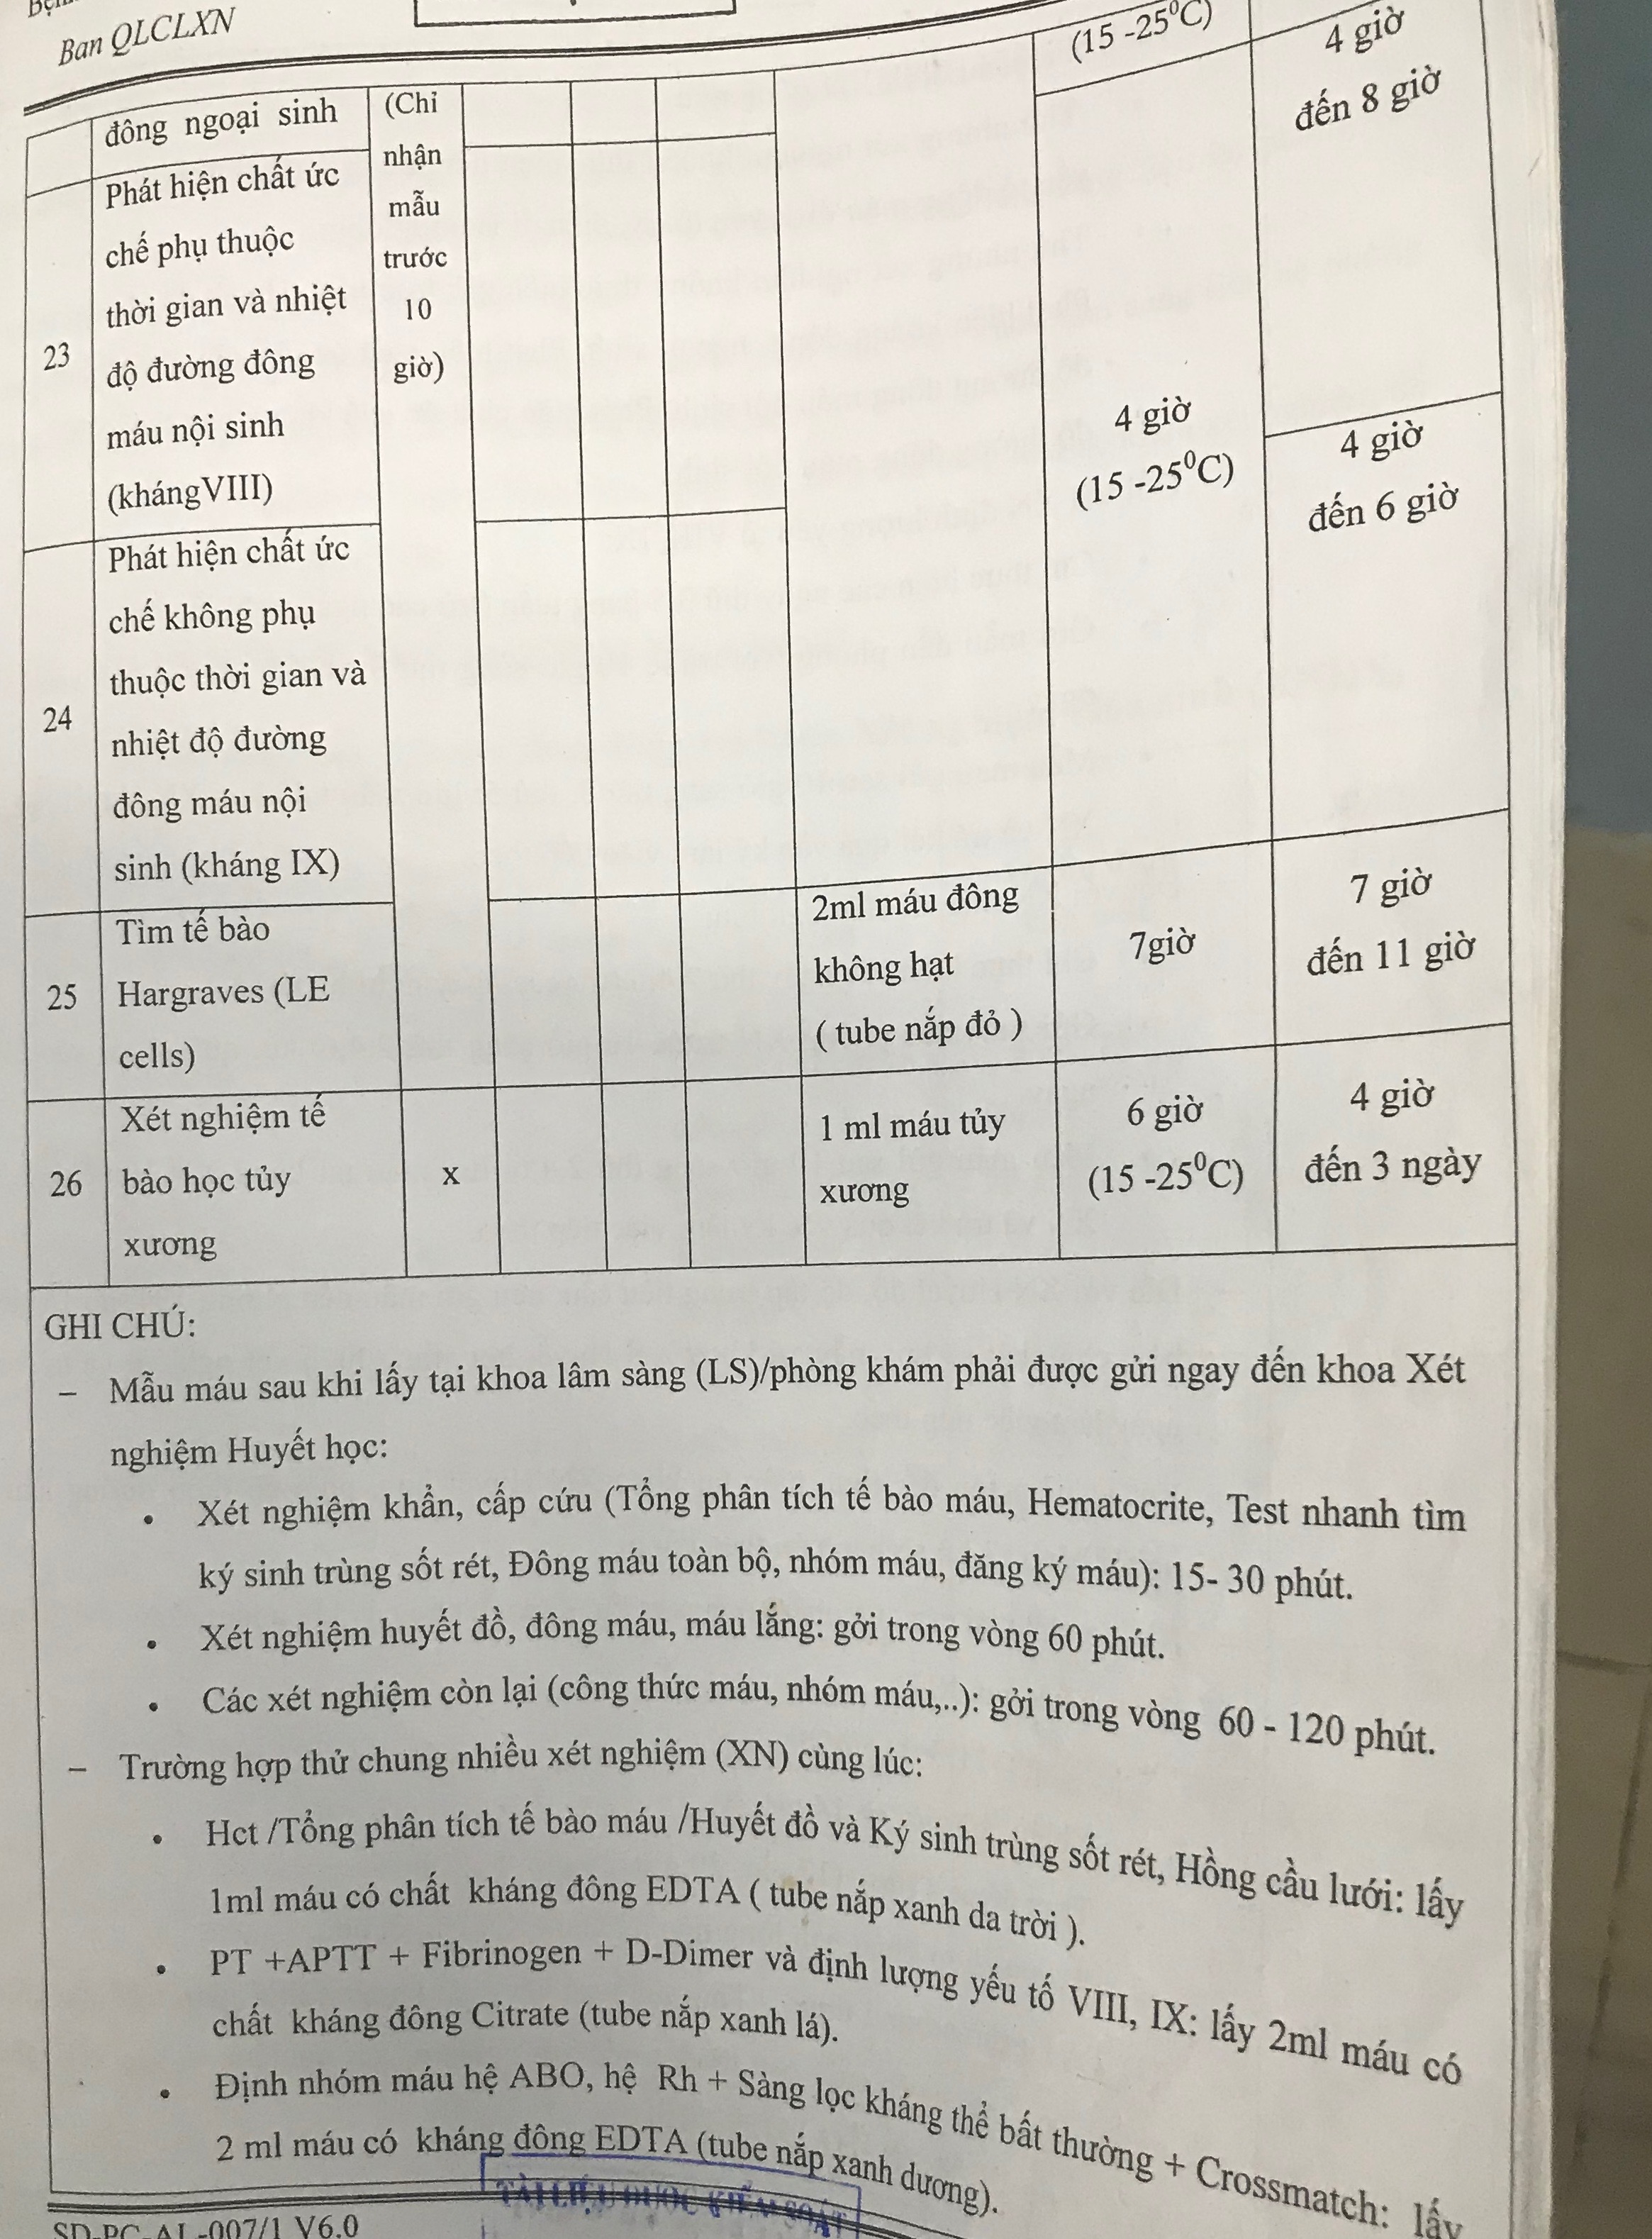 Ban QLCLXN
(15 -25⁰C)
4 giờ
đến 8 giờ
đông ngoại sinh
(Chỉ
nhận
mẫu
trước
10
giờ)
23
Phát hiện chất ức
chế phụ thuộc
thời gian và nhiệt
độ đường đông
máu nội sinh
(khángVIII)
4 giờ
(15 -25⁰C)
4 giờ
đến 6 giờ
24
Phát hiện chất ức
chế không phụ
thuộc thời gian và
nhiệt độ đường
đông máu nội
sinh (kháng IX)
25
Tìm tế bào
Hargraves (LE
cells)
2ml máu đông
không hạt
( tube nắp đỏ )
7giờ
7 giờ
đến 11 giờ
26
Xét nghiệm tế
bào học tủy
xương
x
1 ml máu tủy
xương
6 giờ
(15 -25⁰C)
4 giờ
đến 3 ngày
GHI CHÚ:
– Mẫu máu sau khi lấy tại khoa lâm sàng (LS)/phòng khám phải được gửi ngay đến khoa Xét
nghiệm Huyết học:
• Xét nghiệm khẩn, cấp cứu (Tổng phân tích tế bào máu, Hematocrite, Test nhanh tìm
ký sinh trùng sốt rét, Đông máu toàn bộ, nhóm máu, đăng ký máu): 15- 30 phút.
• Xét nghiệm huyết đồ, đông máu, máu lắng: gởi trong vòng 60 phút.
• Các xét nghiệm còn lại (công thức máu, nhóm máu,..): gởi trong vòng 60 - 120 phút.
– Trường hợp thử chung nhiều xét nghiệm (XN) cùng lúc:
• Hct /Tổng phân tích tế bào máu /Huyết đồ và Ký sinh trùng sốt rét, Hồng cầu lưới: lấy
1ml máu có chất kháng đông EDTA ( tube nắp xanh da trời ).
• PT +APTT + Fibrinogen + D-Dimer và định lượng yếu tố VIII, IX: lấy 2ml máu có
chất kháng đông Citrate (tube nắp xanh lá).
• Định nhóm máu hệ ABO, hệ Rh + Sàng lọc kháng thể bất thường + Crossmatch: lấy
2 ml máu có kháng đông EDTA (tube nắp xanh dương).
TÀI LIỆU ĐƯỢC KIỂM SOÁT
SD-PC-AL-007/1 V6.0